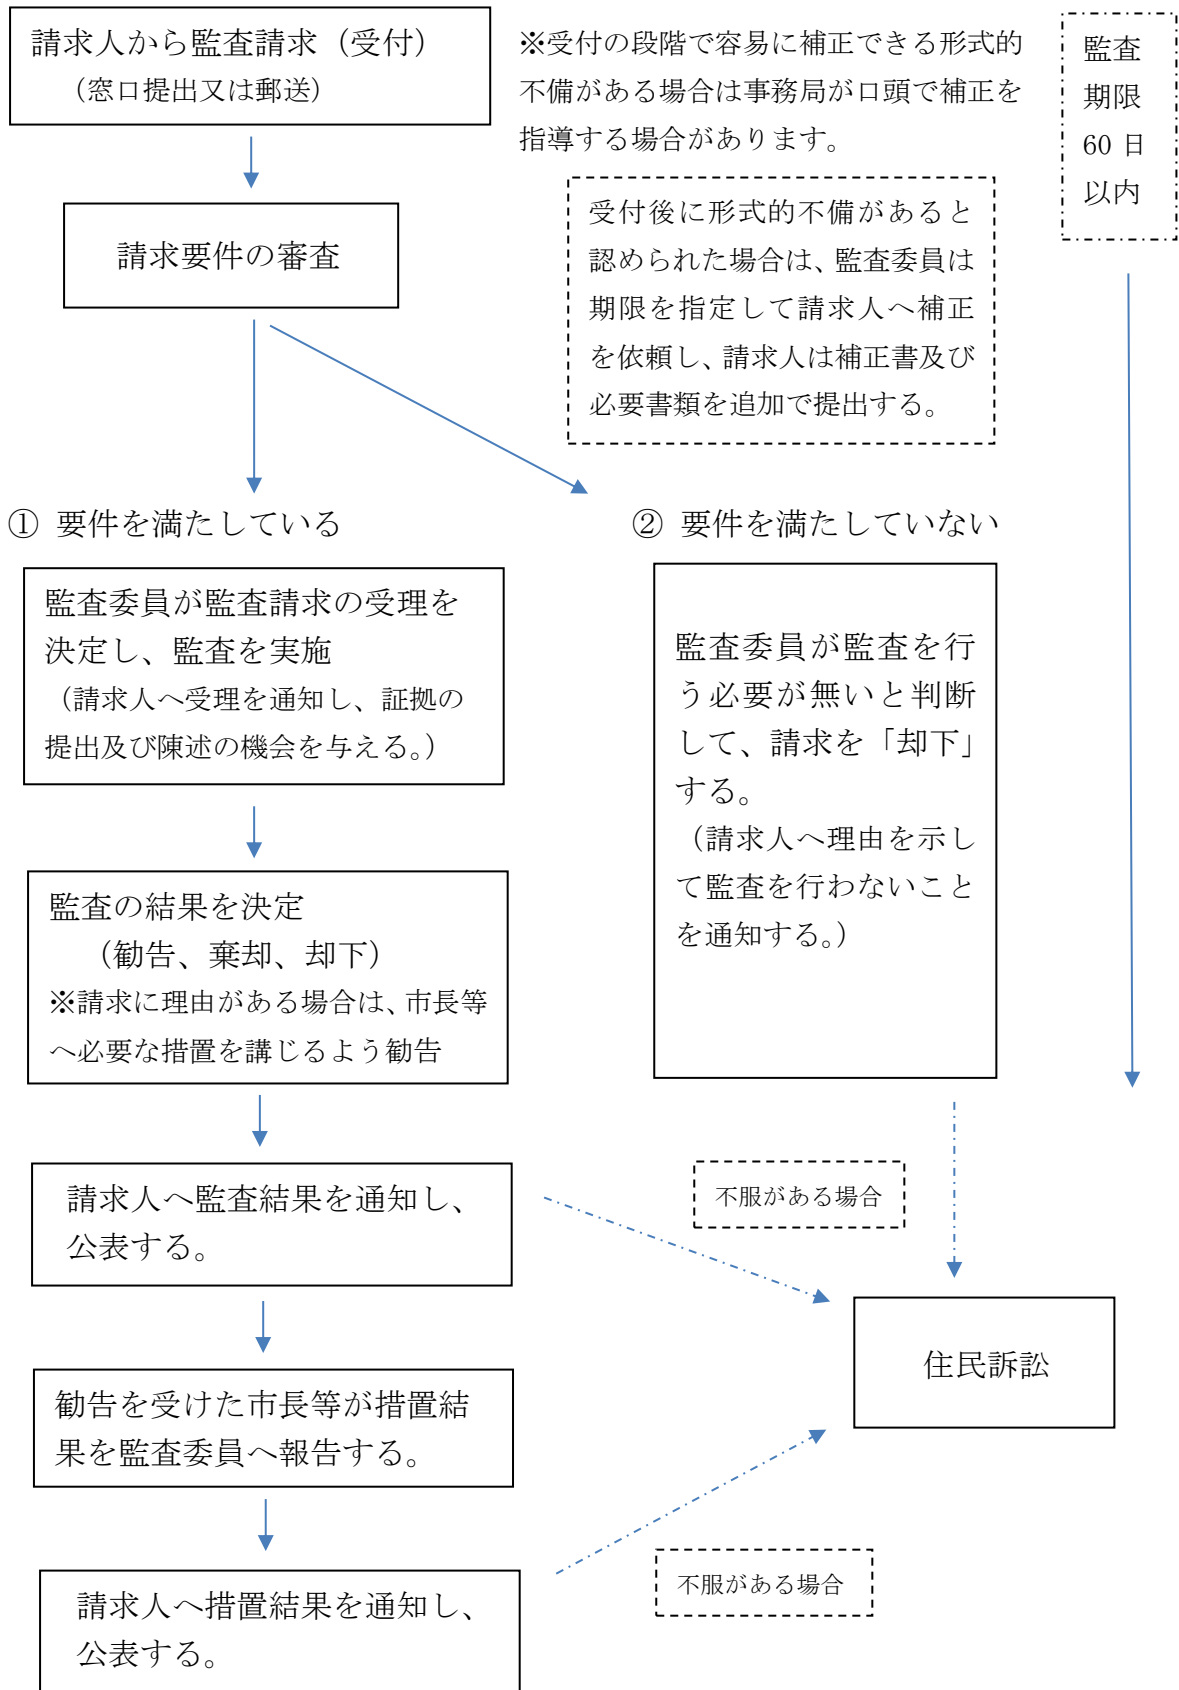 請求人から監査請求（受付）
（窓口提出又は郵送）
※受付の段階で容易に補正できる形式的
不備がある場合は事務局が口頭で補正を
指導する場合があります。
監査
期限
60 日
以内
請求要件の審査
受付後に形式的不備があると
認められた場合は、監査委員は
期限を指定して請求人へ補正
を依頼し、請求人は補正書及び
必要書類を追加で提出する。
① 要件を満たしている
② 要件を満たしていない
監査委員が監査請求の受理を
決定し、監査を実施
（請求人へ受理を通知し、証拠の
提出及び陳述の機会を与える。）
監査委員が監査を行
う必要が無いと判断
して、請求を「却下」
する。
（請求人へ理由を示し
て監査を行わないこと
を通知する。）
監査の結果を決定
（勧告、棄却、却下）
※請求に理由がある場合は、市長等
へ必要な措置を講じるよう勧告
請求人へ監査結果を通知し、
公表する。
不服がある場合
住民訴訟
勧告を受けた市長等が措置結
果を監査委員へ報告する。
不服がある場合
請求人へ措置結果を通知し、
公表する。